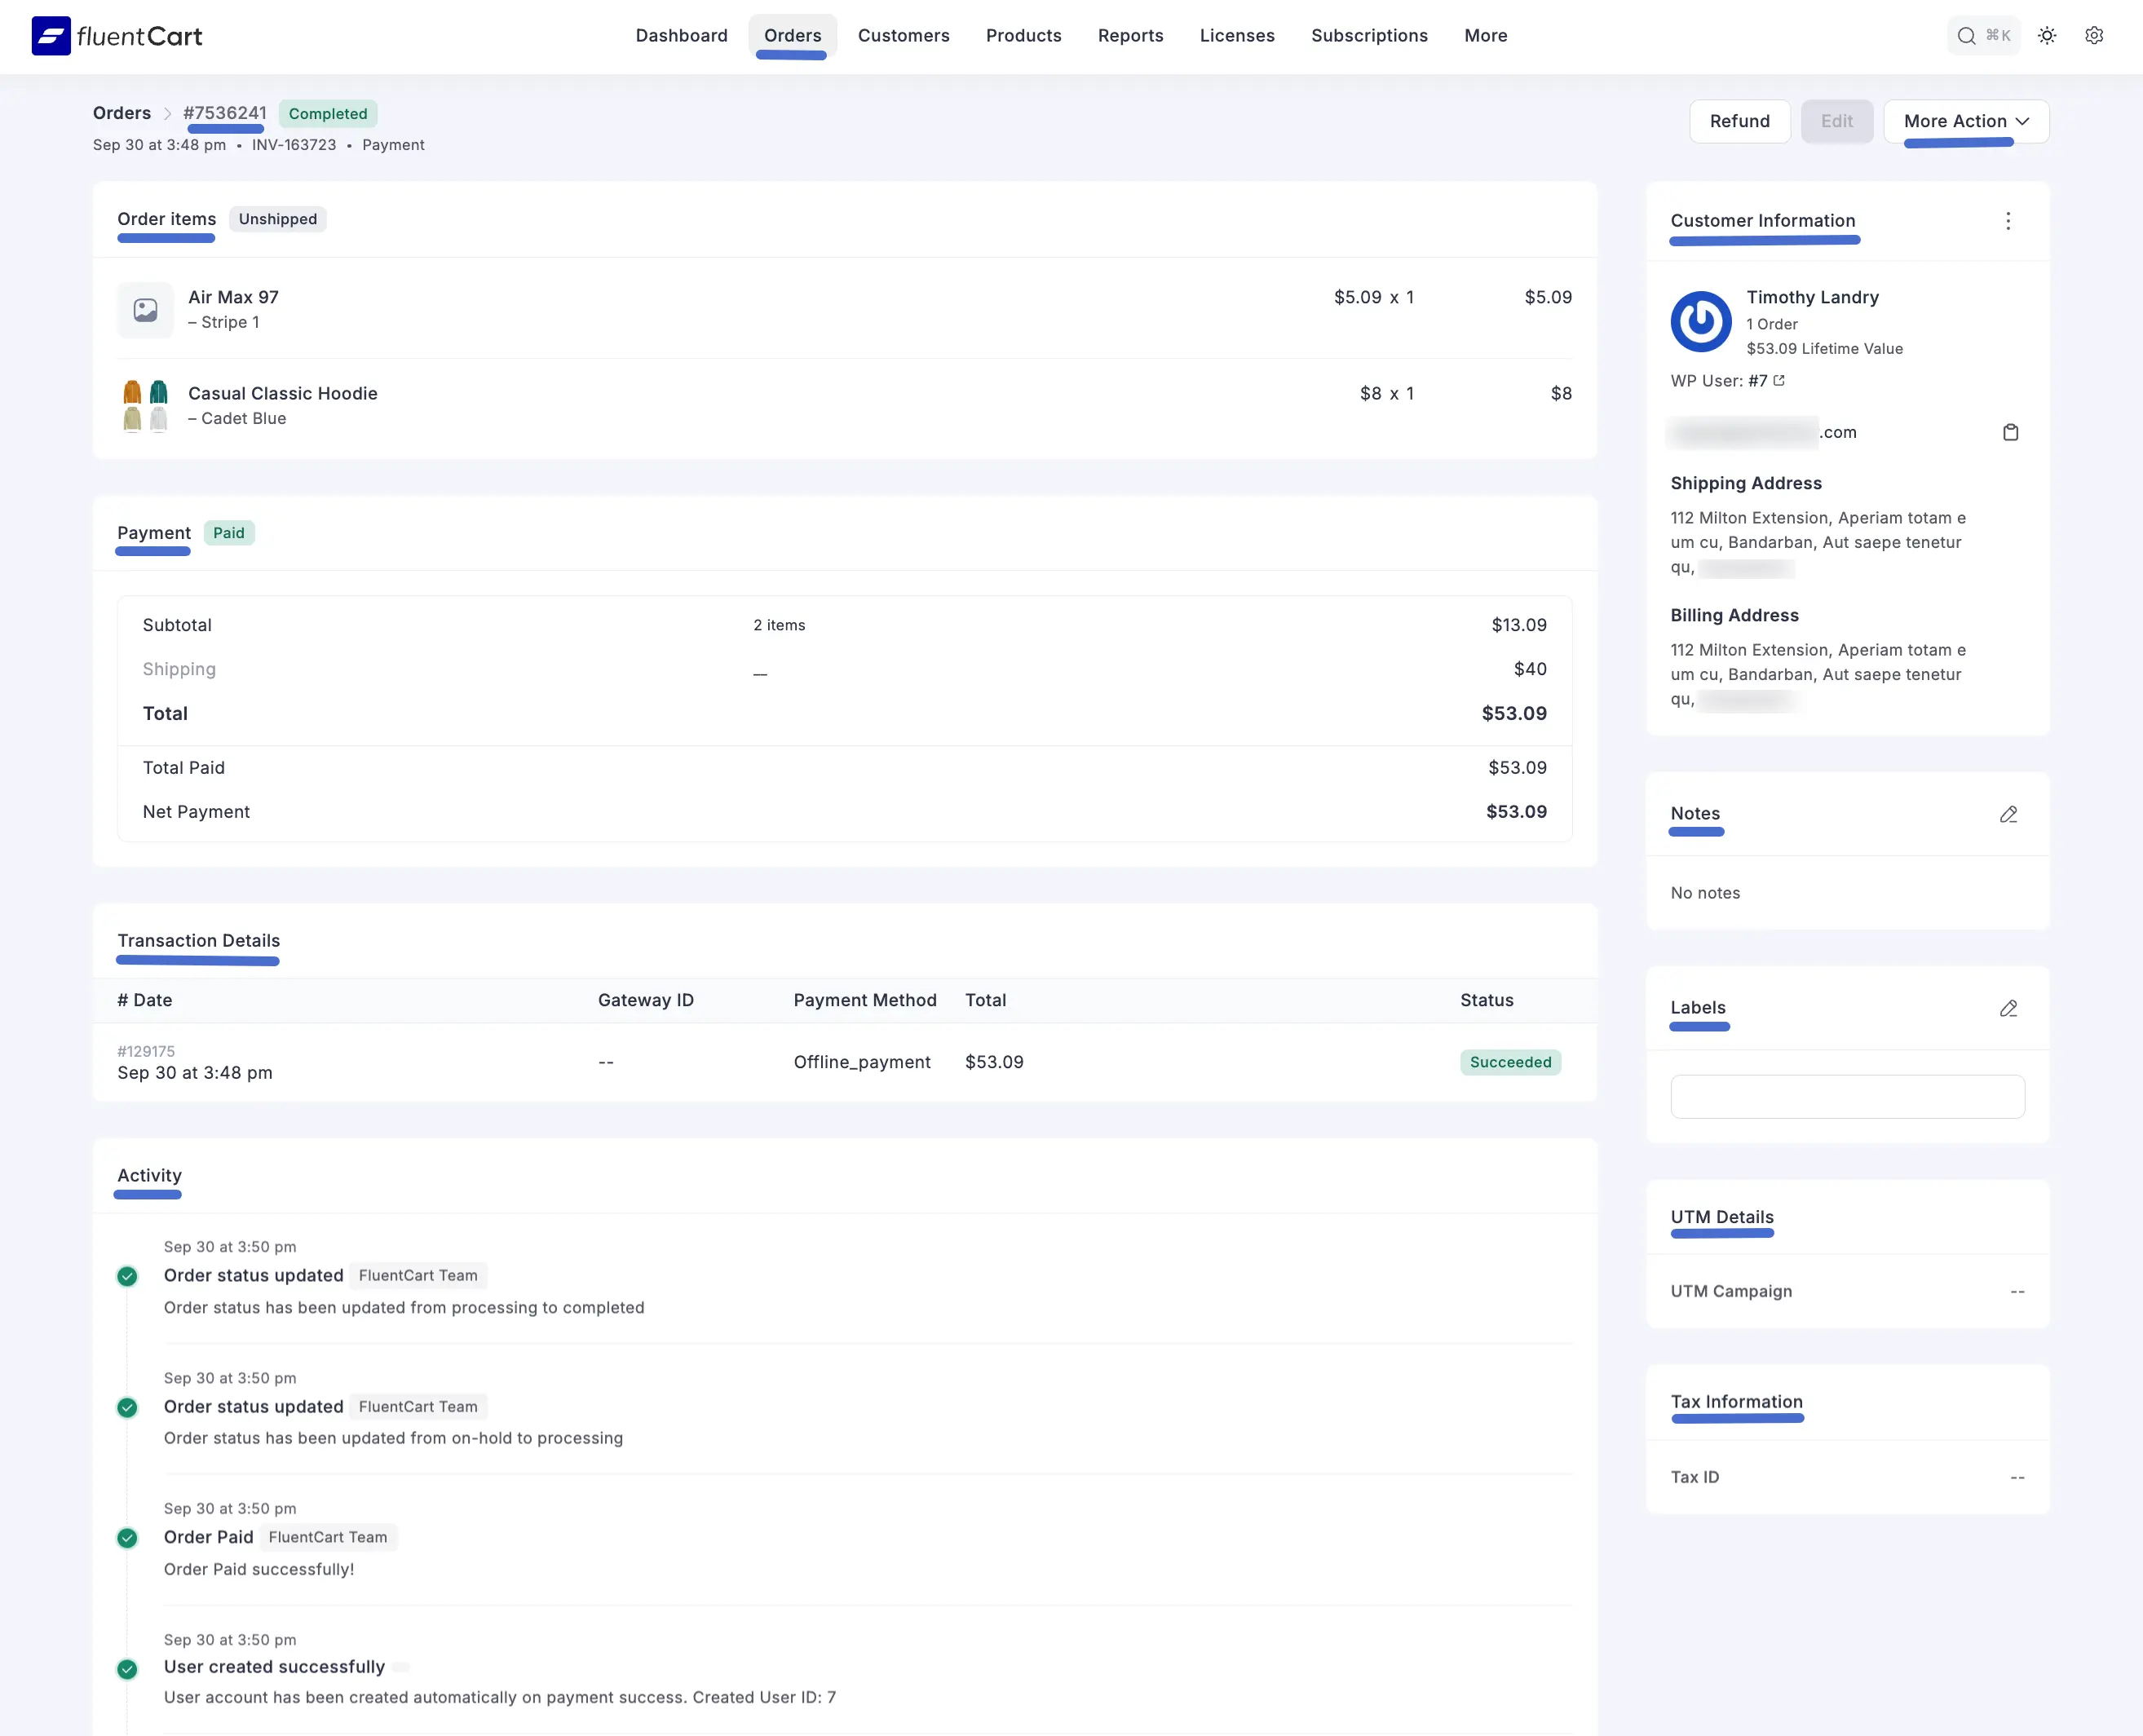 fluentCart
Dashboard
Orders
Customers
Products
Reports
Licenses
Subscriptions
More
⌘K
Orders > #7536241 Completed
Sep 30 at 3:48 pm • INV-163723 • Payment
Refund
Edit
More Action
Order items Unshipped
Air Max 97 $5.09 x 1 $5.09
– Stripe 1
Casual Classic Hoodie $8 x 1 $8
– Cadet Blue
Payment Paid
Subtotal 2 items $13.09
Shipping __ $40
Total $53.09
Total Paid $53.09
Net Payment $53.09
Transaction Details
# Date Gateway ID Payment Method Total Status
#129175
Sep 30 at 3:48 pm -- Offline_payment $53.09 Succeeded
Activity
Sep 30 at 3:50 pm
Order status updated FluentCart Team
Order status has been updated from processing to completed
Sep 30 at 3:50 pm
Order status updated FluentCart Team
Order status has been updated from on-hold to processing
Sep 30 at 3:50 pm
Order Paid FluentCart Team
Order Paid successfully!
Sep 30 at 3:50 pm
User created successfully
User account has been created automatically on payment success. Created User ID: 7
Customer Information
Timothy Landry
1 Order
$53.09 Lifetime Value
WP User: #7
.com
Shipping Address
112 Milton Extension, Aperiam totam e
um cu, Bandarban, Aut saepe tenetur
qu,
Billing Address
112 Milton Extension, Aperiam totam e
um cu, Bandarban, Aut saepe tenetur
qu,
Notes
No notes
Labels
UTM Details
UTM Campaign --
Tax Information
Tax ID --